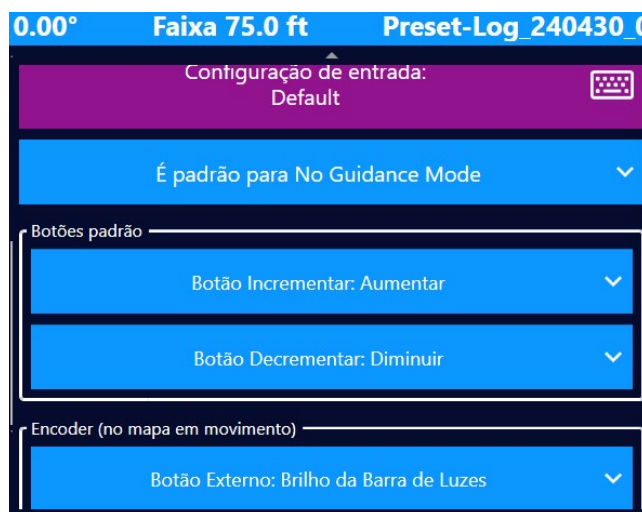 0.00° Faixa 75.0 ft Preset-Log_240430_
Configuração de entrada:
Default
É padrão para No Guidance Mode
Botões padrão
Botão Incrementar: Aumentar
Botão Decrementar: Diminuir
Encoder (no mapa em movimento)
Botão Externo: Brilho da Barra de Luzes